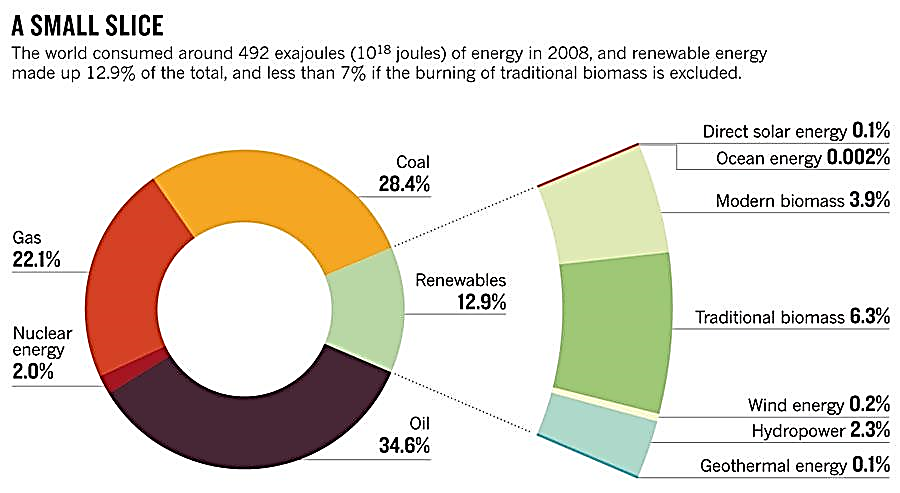 A SMALL SLICE
The world consumed around 492 exajoules (10¹⁸ joules) of energy in 2008, and renewable energy
made up 12.9% of the total, and less than 7% if the burning of traditional biomass is excluded.
Coal
28.4%
Gas
22.1%
Nuclear
energy
2.0%
Oil
34.6%
Renewables
12.9%
Direct solar energy 0.1%
Ocean energy 0.002%
Modern biomass 3.9%
Traditional biomass 6.3%
Wind energy 0.2%
Hydropower 2.3%
Geothermal energy 0.1%